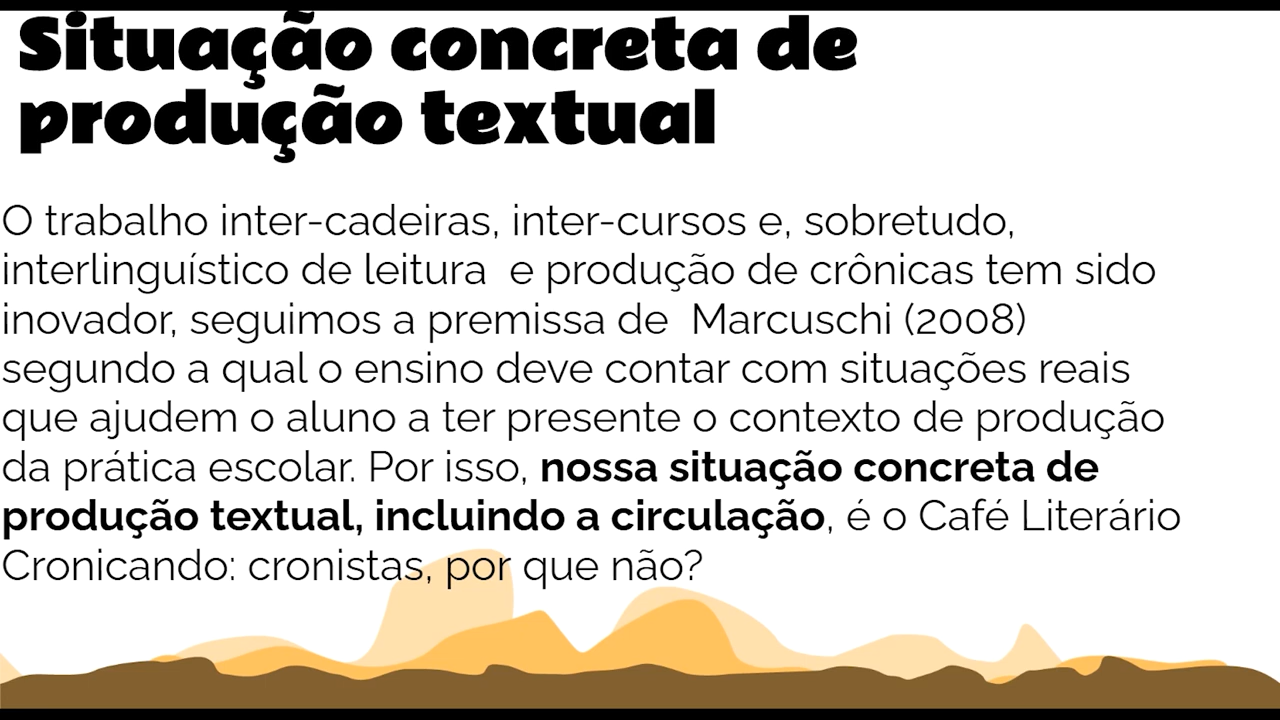 Situação concreta de
produção textual
O trabalho inter-cadeiras, inter-cursos e, sobretudo,
interlinguístico de leitura  e produção de crônicas tem sido
inovador, seguimos a premissa de  Marcuschi (2008)
segundo a qual o ensino deve contar com situações reais
que ajudem o aluno a ter presente o contexto de produção
da prática escolar. Por isso, nossa situação concreta de
produção textual, incluindo a circulação, é o Café Literário
Cronicando: cronistas, por que não?